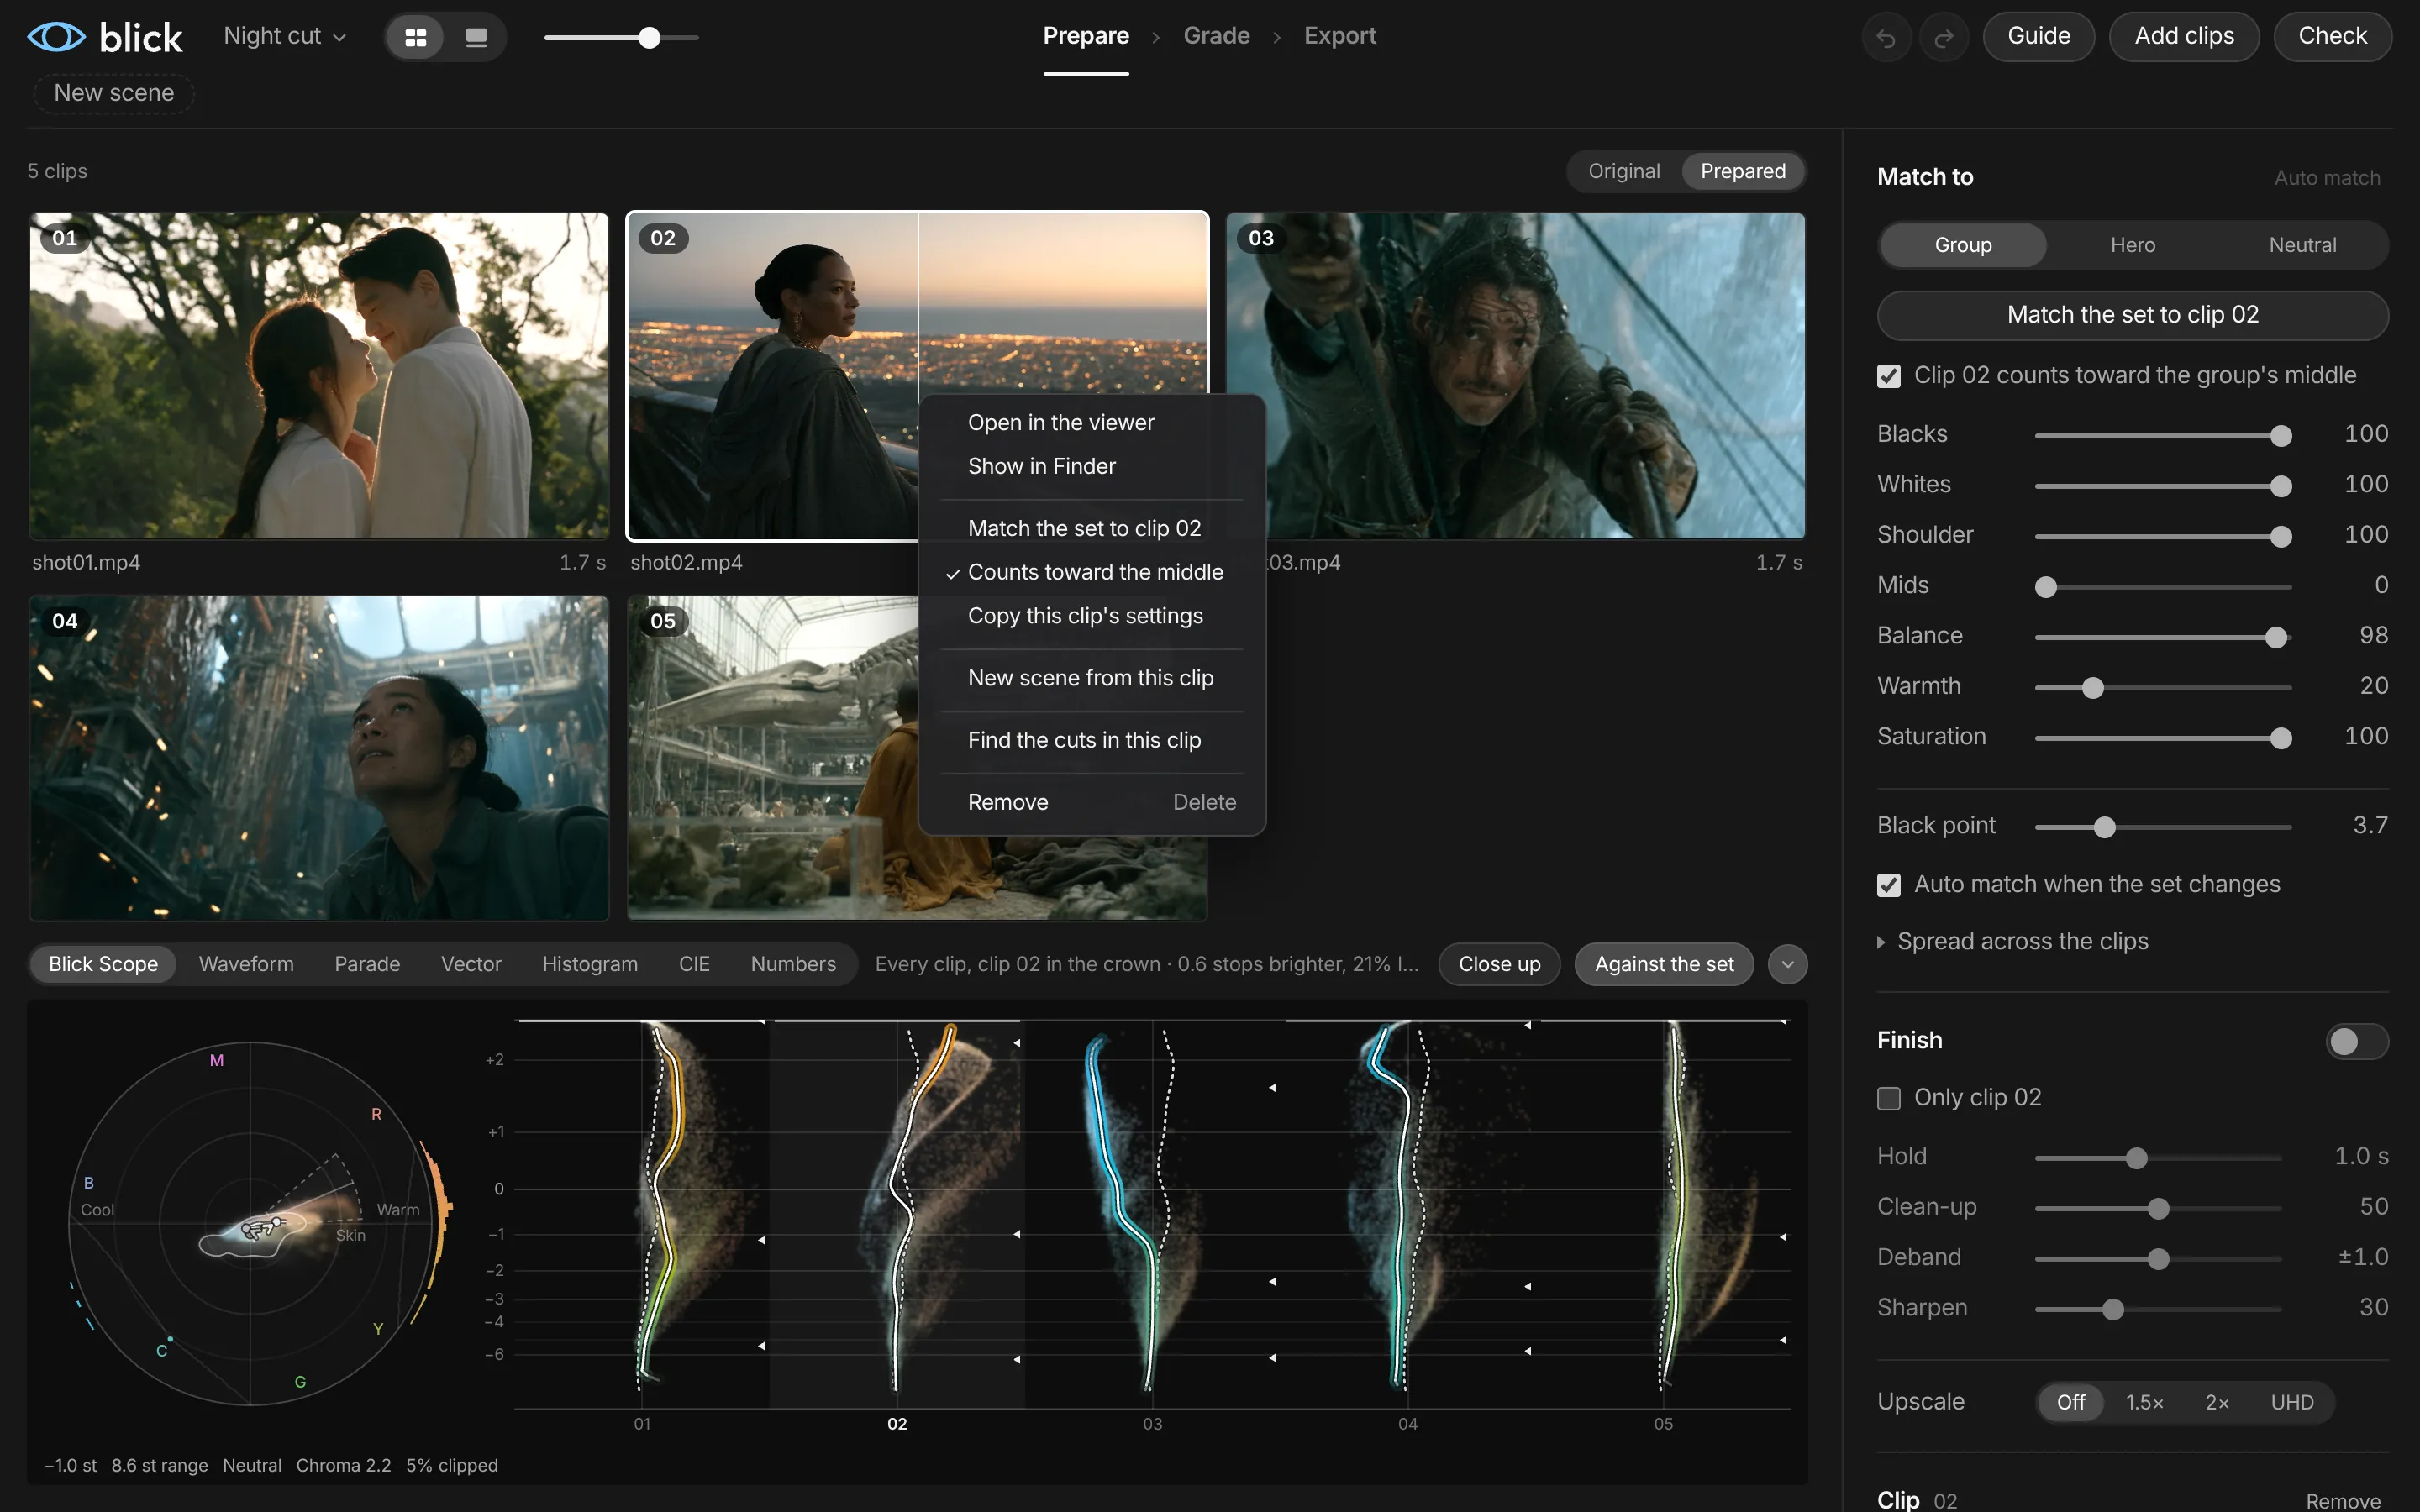 blick
Night cut
Prepare > Grade > Export
Guide
Add clips
Check
New scene
5 clips
Original
Prepared
01
02
03
shot01.mp4 1.7 s
shot02.mp4
03.mp4 1.7 s
04
05
Open in the viewer
Show in Finder
Match the set to clip 02
✓ Counts toward the middle
Copy this clip's settings
New scene from this clip
Find the cuts in this clip
Remove Delete
Match to
Auto match
Group Hero Neutral
Match the set to clip 02
Clip 02 counts toward the group's middle
Blacks 100
Whites 100
Shoulder 100
Mids 0
Balance 98
Warmth 20
Saturation 100
Black point 3.7
Auto match when the set changes
Spread across the clips
Finish
Only clip 02
Hold 1.0 s
Clean-up 50
Deband ±1.0
Sharpen 30
Upscale Off 1.5× 2× UHD
Clip 02 Remove
Blick Scope Waveform Parade Vector Histogram CIE Numbers
Every clip, clip 02 in the crown · 0.6 stops brighter, 21% l...
Close up
Against the set
M
R
B
Cool
Warm
Skin
Y
C
G
+2
+1
0
−1
−2
−3
−4
−6
01 02 03 04 05
−1.0 st 8.6 st range Neutral Chroma 2.2 5% clipped